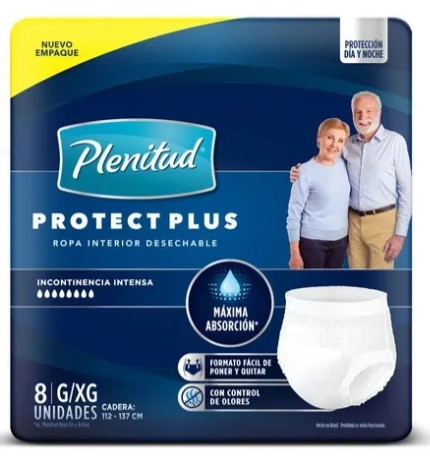 NUEVO
EMPAQUE
PROTECCIÓN
DÍA Y NOCHE
Plenitud
PROTECT PLUS
ROPA INTERIOR DESECHABLE
INCONTINENCIA INTENSA
MÁXIMA
ABSORCIÓN*
FORMATO FÁCIL DE
PONER Y QUITAR
CON CONTROL
DE OLORES
8 | G/XG
UNIDADES CADERA:
112 - 137 CM